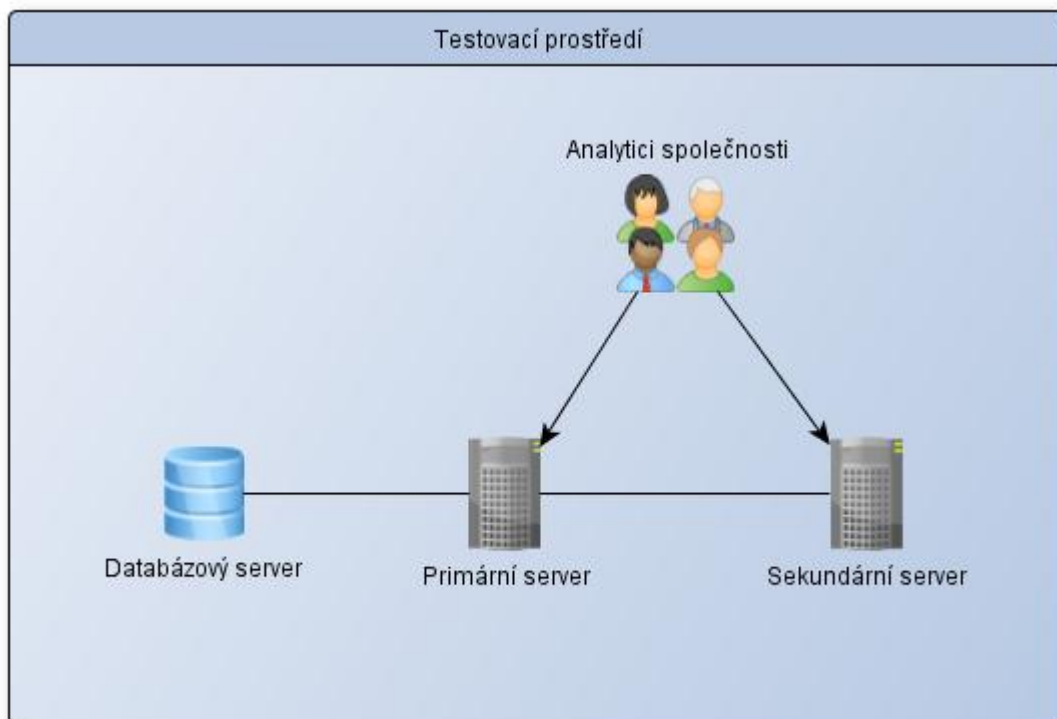 Testovací prostředí
Analytici společnosti
Databázový server
Primární server
Sekundární server